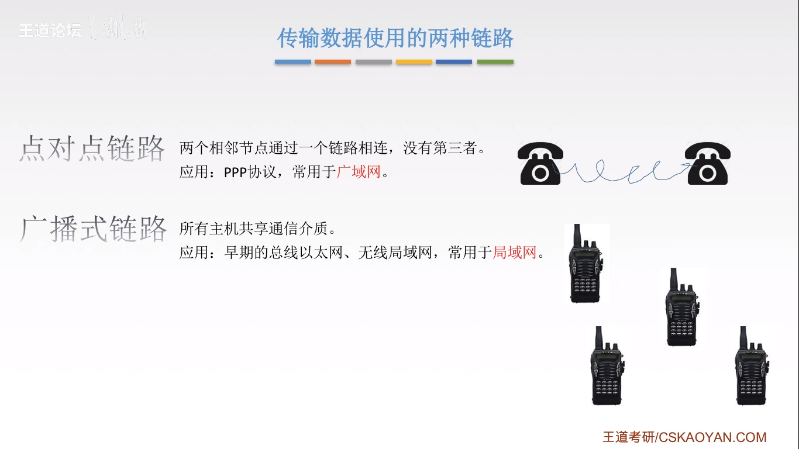 王道论坛
传输数据使用的两种链路
点对点链路
两个相邻节点通过一个链路相连，没有第三者。
应用：PPP协议，常用于广域网。
广播式链路
所有主机共享通信介质。
应用：早期的总线以太网、无线局域网，常用于局域网。
王道考研/CSKAOYAN.COM